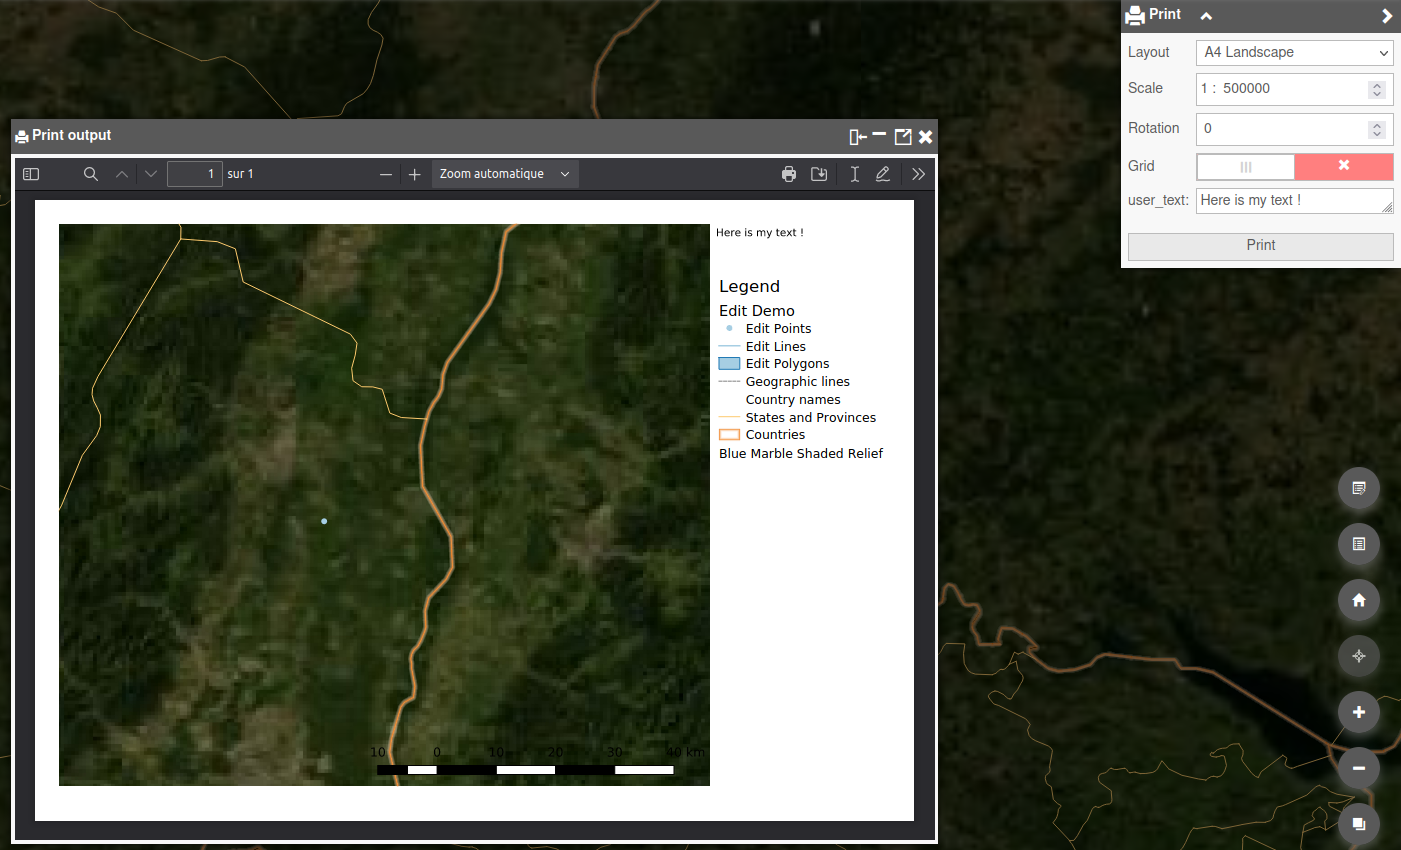 Print
Layout
A4 Landscape
Scale
1 : 500000
Rotation
0
Grid
user_text:
Here is my text !
Print
Print output
1 sur 1
Zoom automatique
Here is my text !
Legend
Edit Demo
Edit Points
Edit Lines
Edit Polygons
Geographic lines
Country names
States and Provinces
Countries
Blue Marble Shaded Relief
10 0 10 20 30 40 km